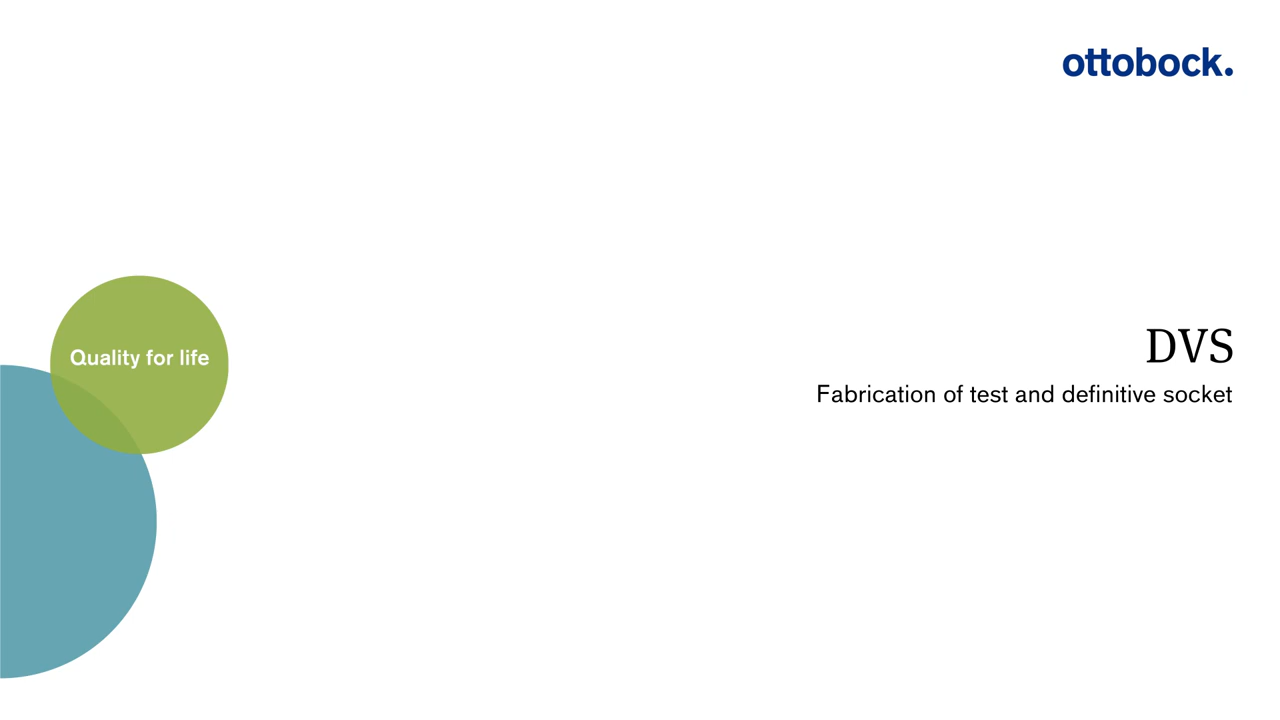 ottobock.
Quality for life
DVS
Fabrication of test and definitive socket